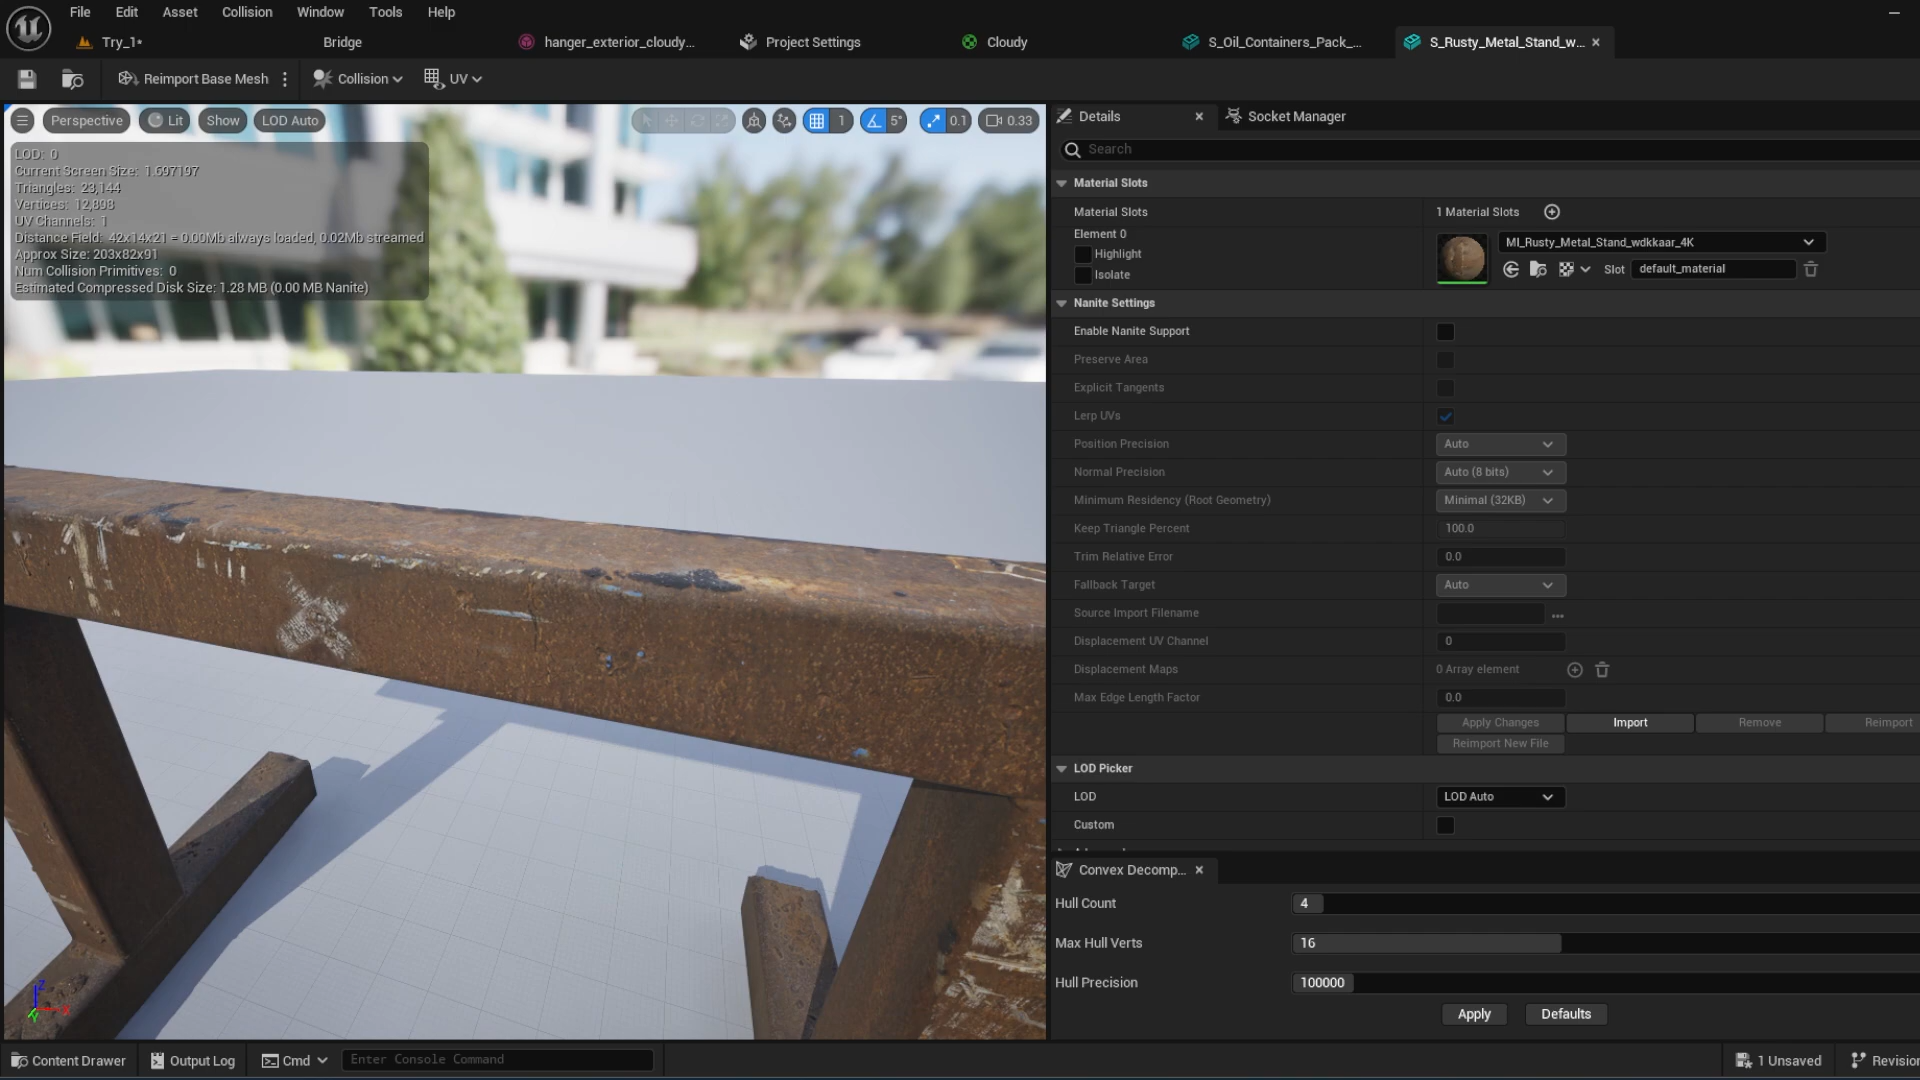 File Edit Asset Collision Window Tools Help
Try_1* Bridge hanger_exterior_cloudy... Project Settings Cloudy S_Oil_Containers_Pack_... S_Rusty_Metal_Stand_w...
Reimport Base Mesh Collision UV
Perspective Lit Show LOD Auto 1 5° 0.1 0.33
LOD: 0
Current Screen Size: 1.697197
Triangles: 23,144
Vertices: 12,898
UV Channels: 1
Distance Field: 42x14x21 = 0.00Mb always loaded, 0.02Mb streamed
Approx Size: 203x82x91
Num Collision Primitives: 0
Estimated Compressed Disk Size: 1.28 MB (0.00 MB Nanite)
Z
X
Y
Details Socket Manager
Search
Material Slots
Material Slots 1 Material Slots
Element 0
Highlight
Isolate
MI_Rusty_Metal_Stand_wdkkaar_4K
Slot default_material
Nanite Settings
Enable Nanite Support
Preserve Area
Explicit Tangents
Lerp UVs
Position Precision Auto
Normal Precision Auto (8 bits)
Minimum Residency (Root Geometry) Minimal (32KB)
Keep Triangle Percent 100.0
Trim Relative Error 0.0
Fallback Target Auto
Source Import Filename ...
Displacement UV Channel 0
Displacement Maps 0 Array element
Max Edge Length Factor 0.0
Apply Changes Import Remove Reimport
Reimport New File
LOD Picker
LOD LOD Auto
Custom
Convex Decomp...
Hull Count 4
Max Hull Verts 16
Hull Precision 100000
Apply Defaults
Content Drawer Output Log Cmd Enter Console Command 1 Unsaved Revision